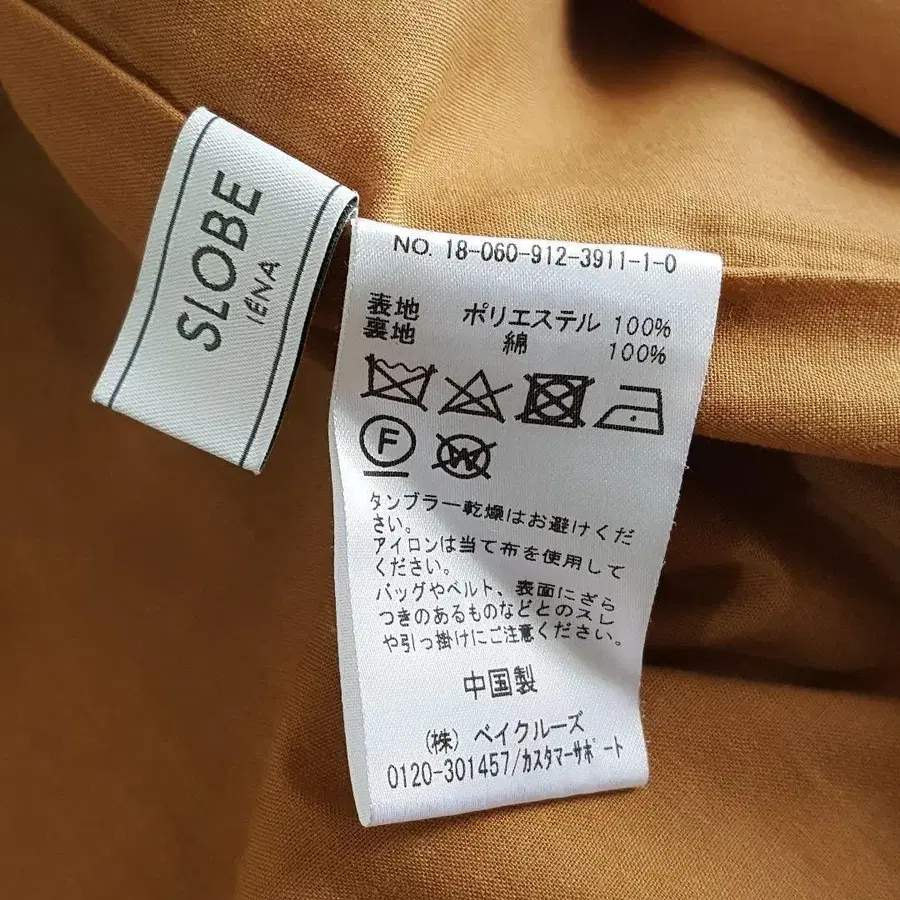 SLOBE
IÉNA
NO. 18-060-912-3911-1-0
表地 ポリエステル 100%
裏地 綿 100%
F
W
タンブラー乾燥はお避けくだ
さい。
アイロンは当て布を使用して
ください。
バッグやベルト、表面にざら
つきのあるものなどとのスレ
や引っ掛けにご注意ください。
中国製
(株) ベイクルーズ
0120-301457/カスタマーサポート